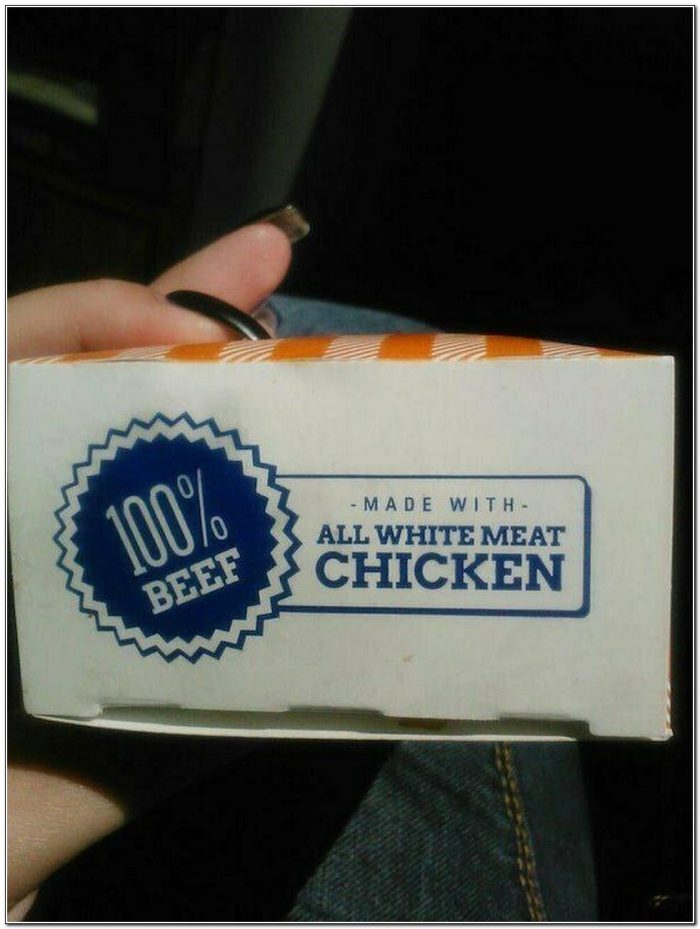 100%
BEEF
-MADE WITH-
ALL WHITE MEAT
CHICKEN